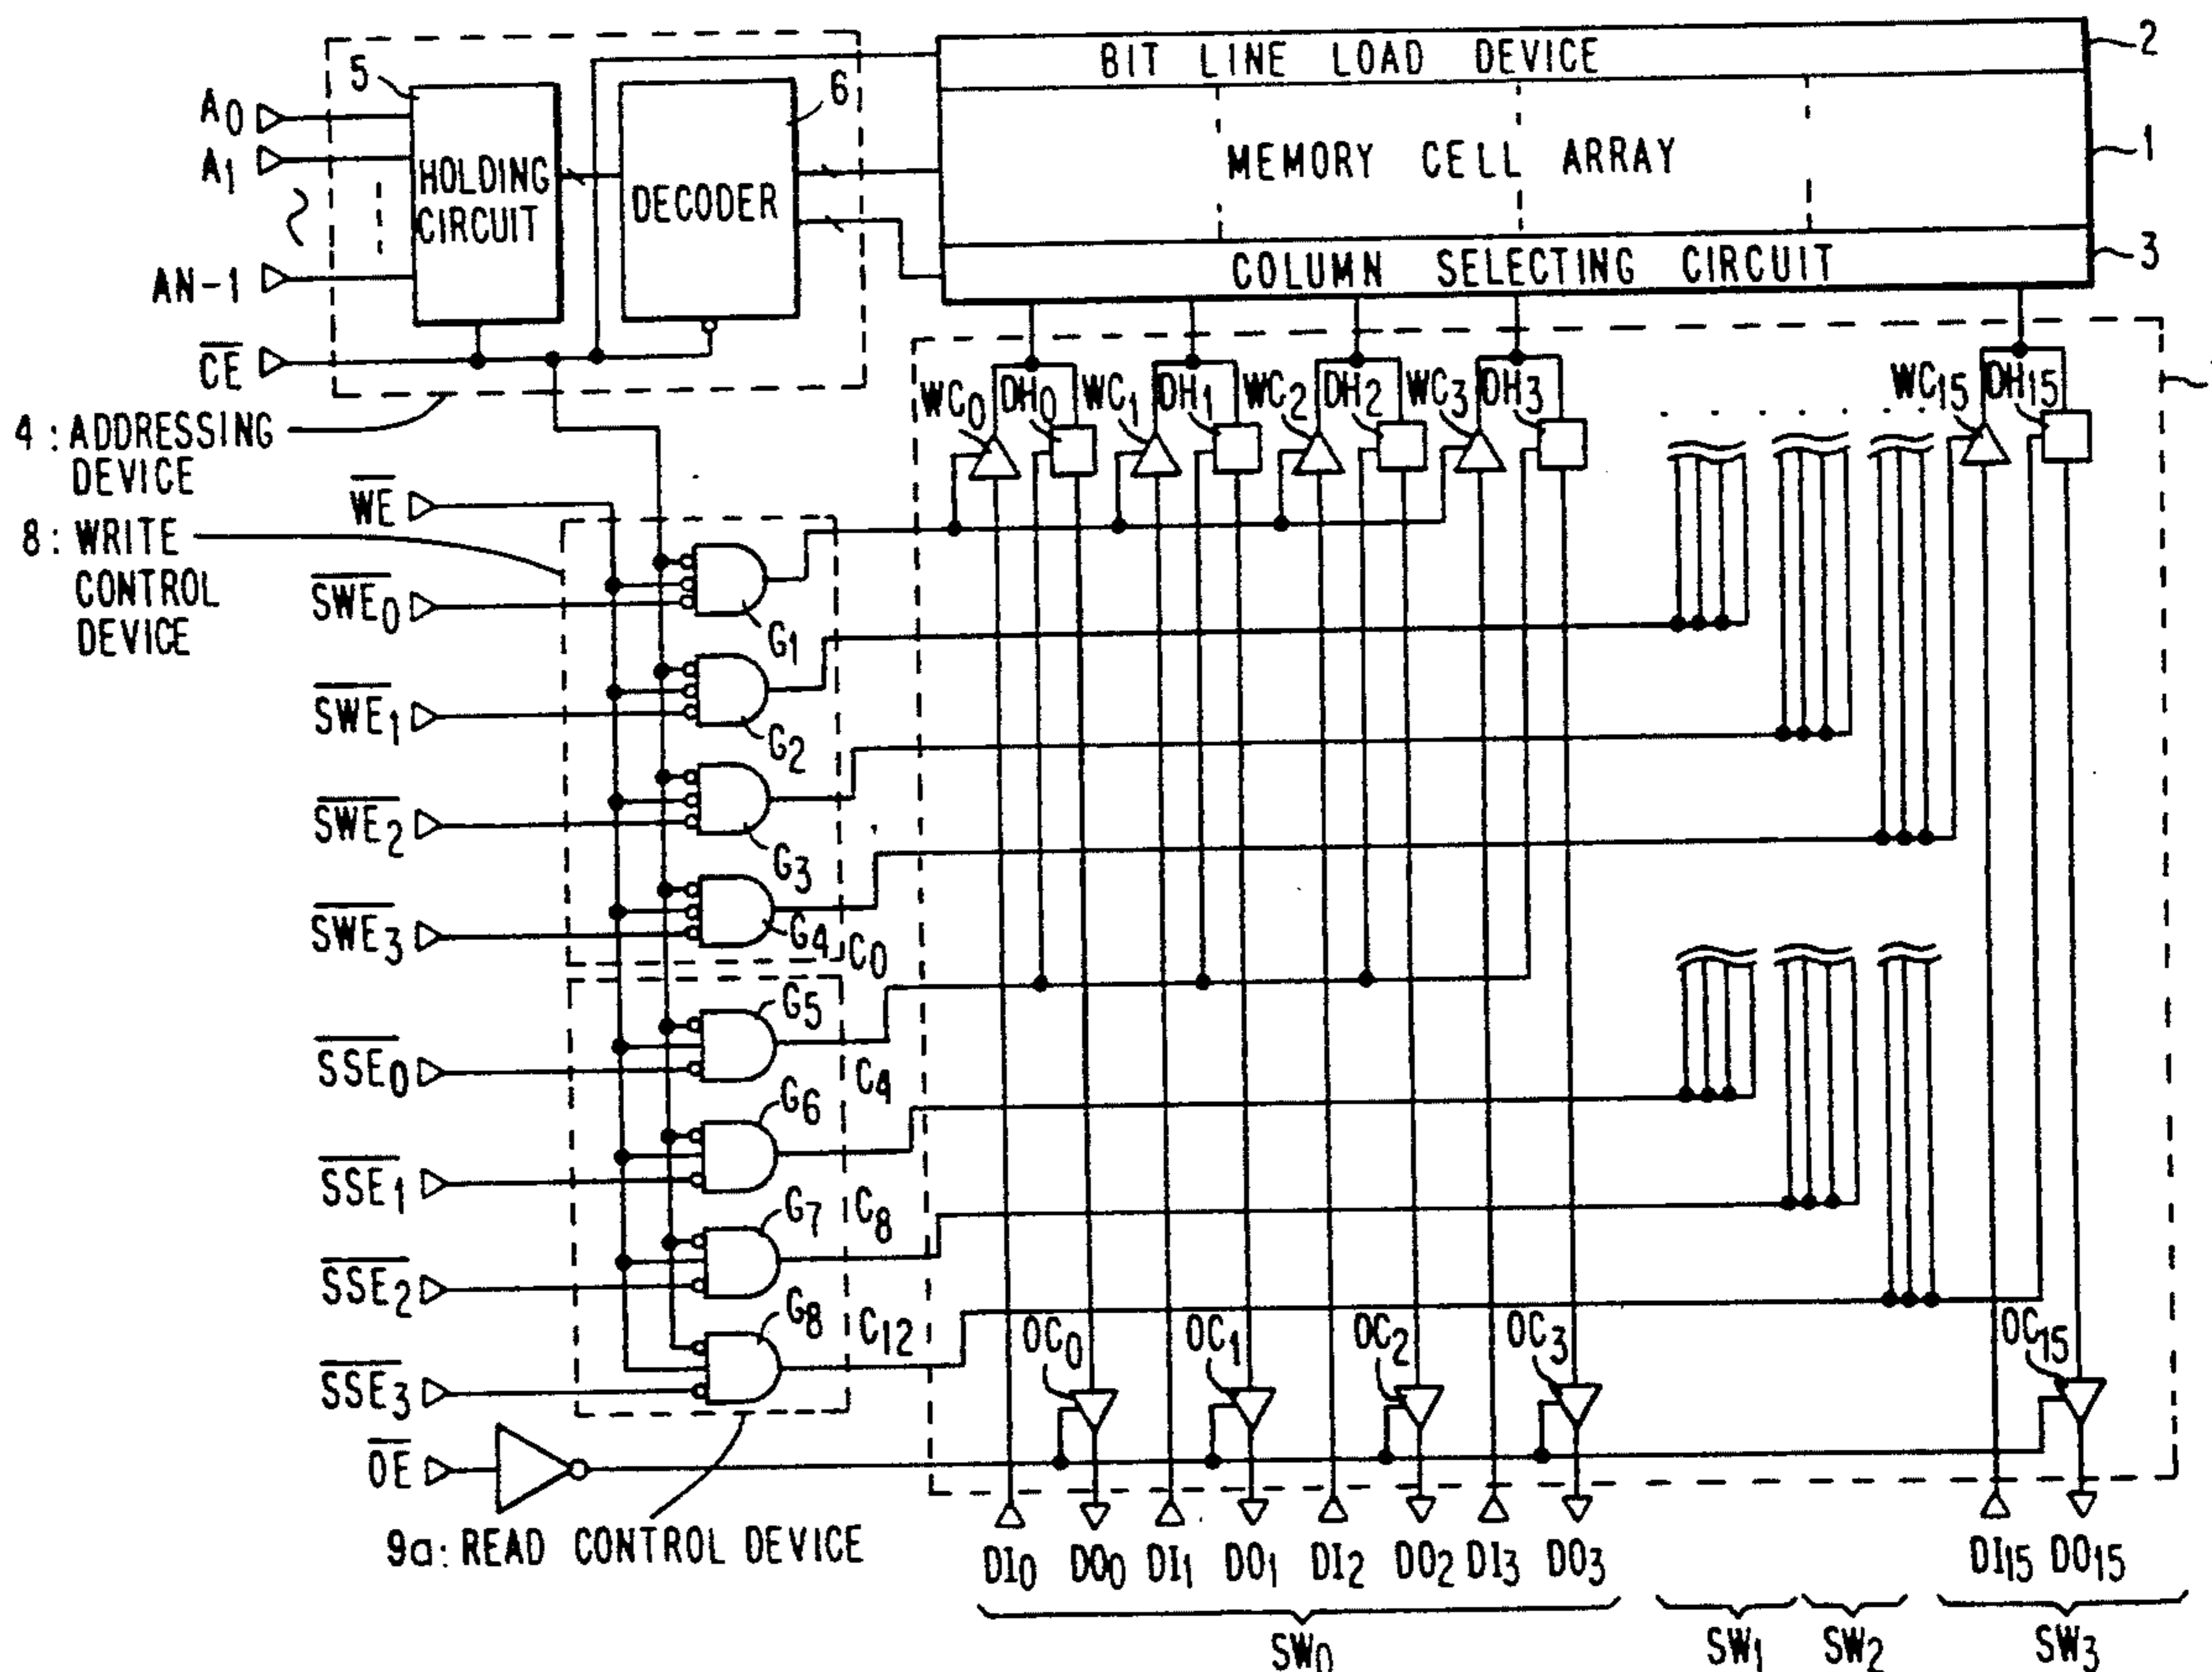 BIT LINE LOAD DEVICE
2
5
6
A0
A1
HOLDING
CIRCUIT
DECODER
MEMORY CELL ARRAY
1
AN-1
COLUMN SELECTING CIRCUIT
3
CE
4 : ADDRESSING
DEVICE
WC0 DH0 WC1 DH1 WC2 DH2 WC3 DH3 WC15 DH15
WE
8 : WRITE
CONTROL
DEVICE
SWE0
G1
SWE1
G2
SWE2
G3
SWE3
G4
C0
G5
SSE0
C4
G6
SSE1
G7
C8
SSE2
G8
C12
SSE3
OC0 OC1 OC2 OC3 OC15
OE
9a : READ CONTROL DEVICE
DI0 DO0 DI1 DO1 DI2 DO2 DI3 DO3 DI15 DO15
SW0 SW1 SW2 SW3